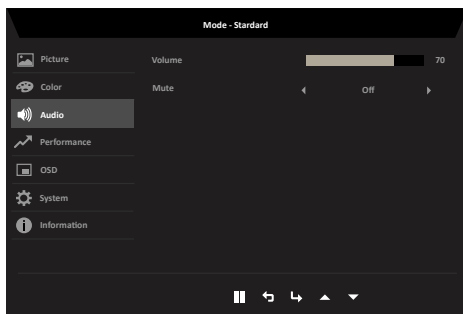 Mode - Stardard
Picture
Volume 70
Color
Mute Off
Audio
Performance
OSD
System
Information